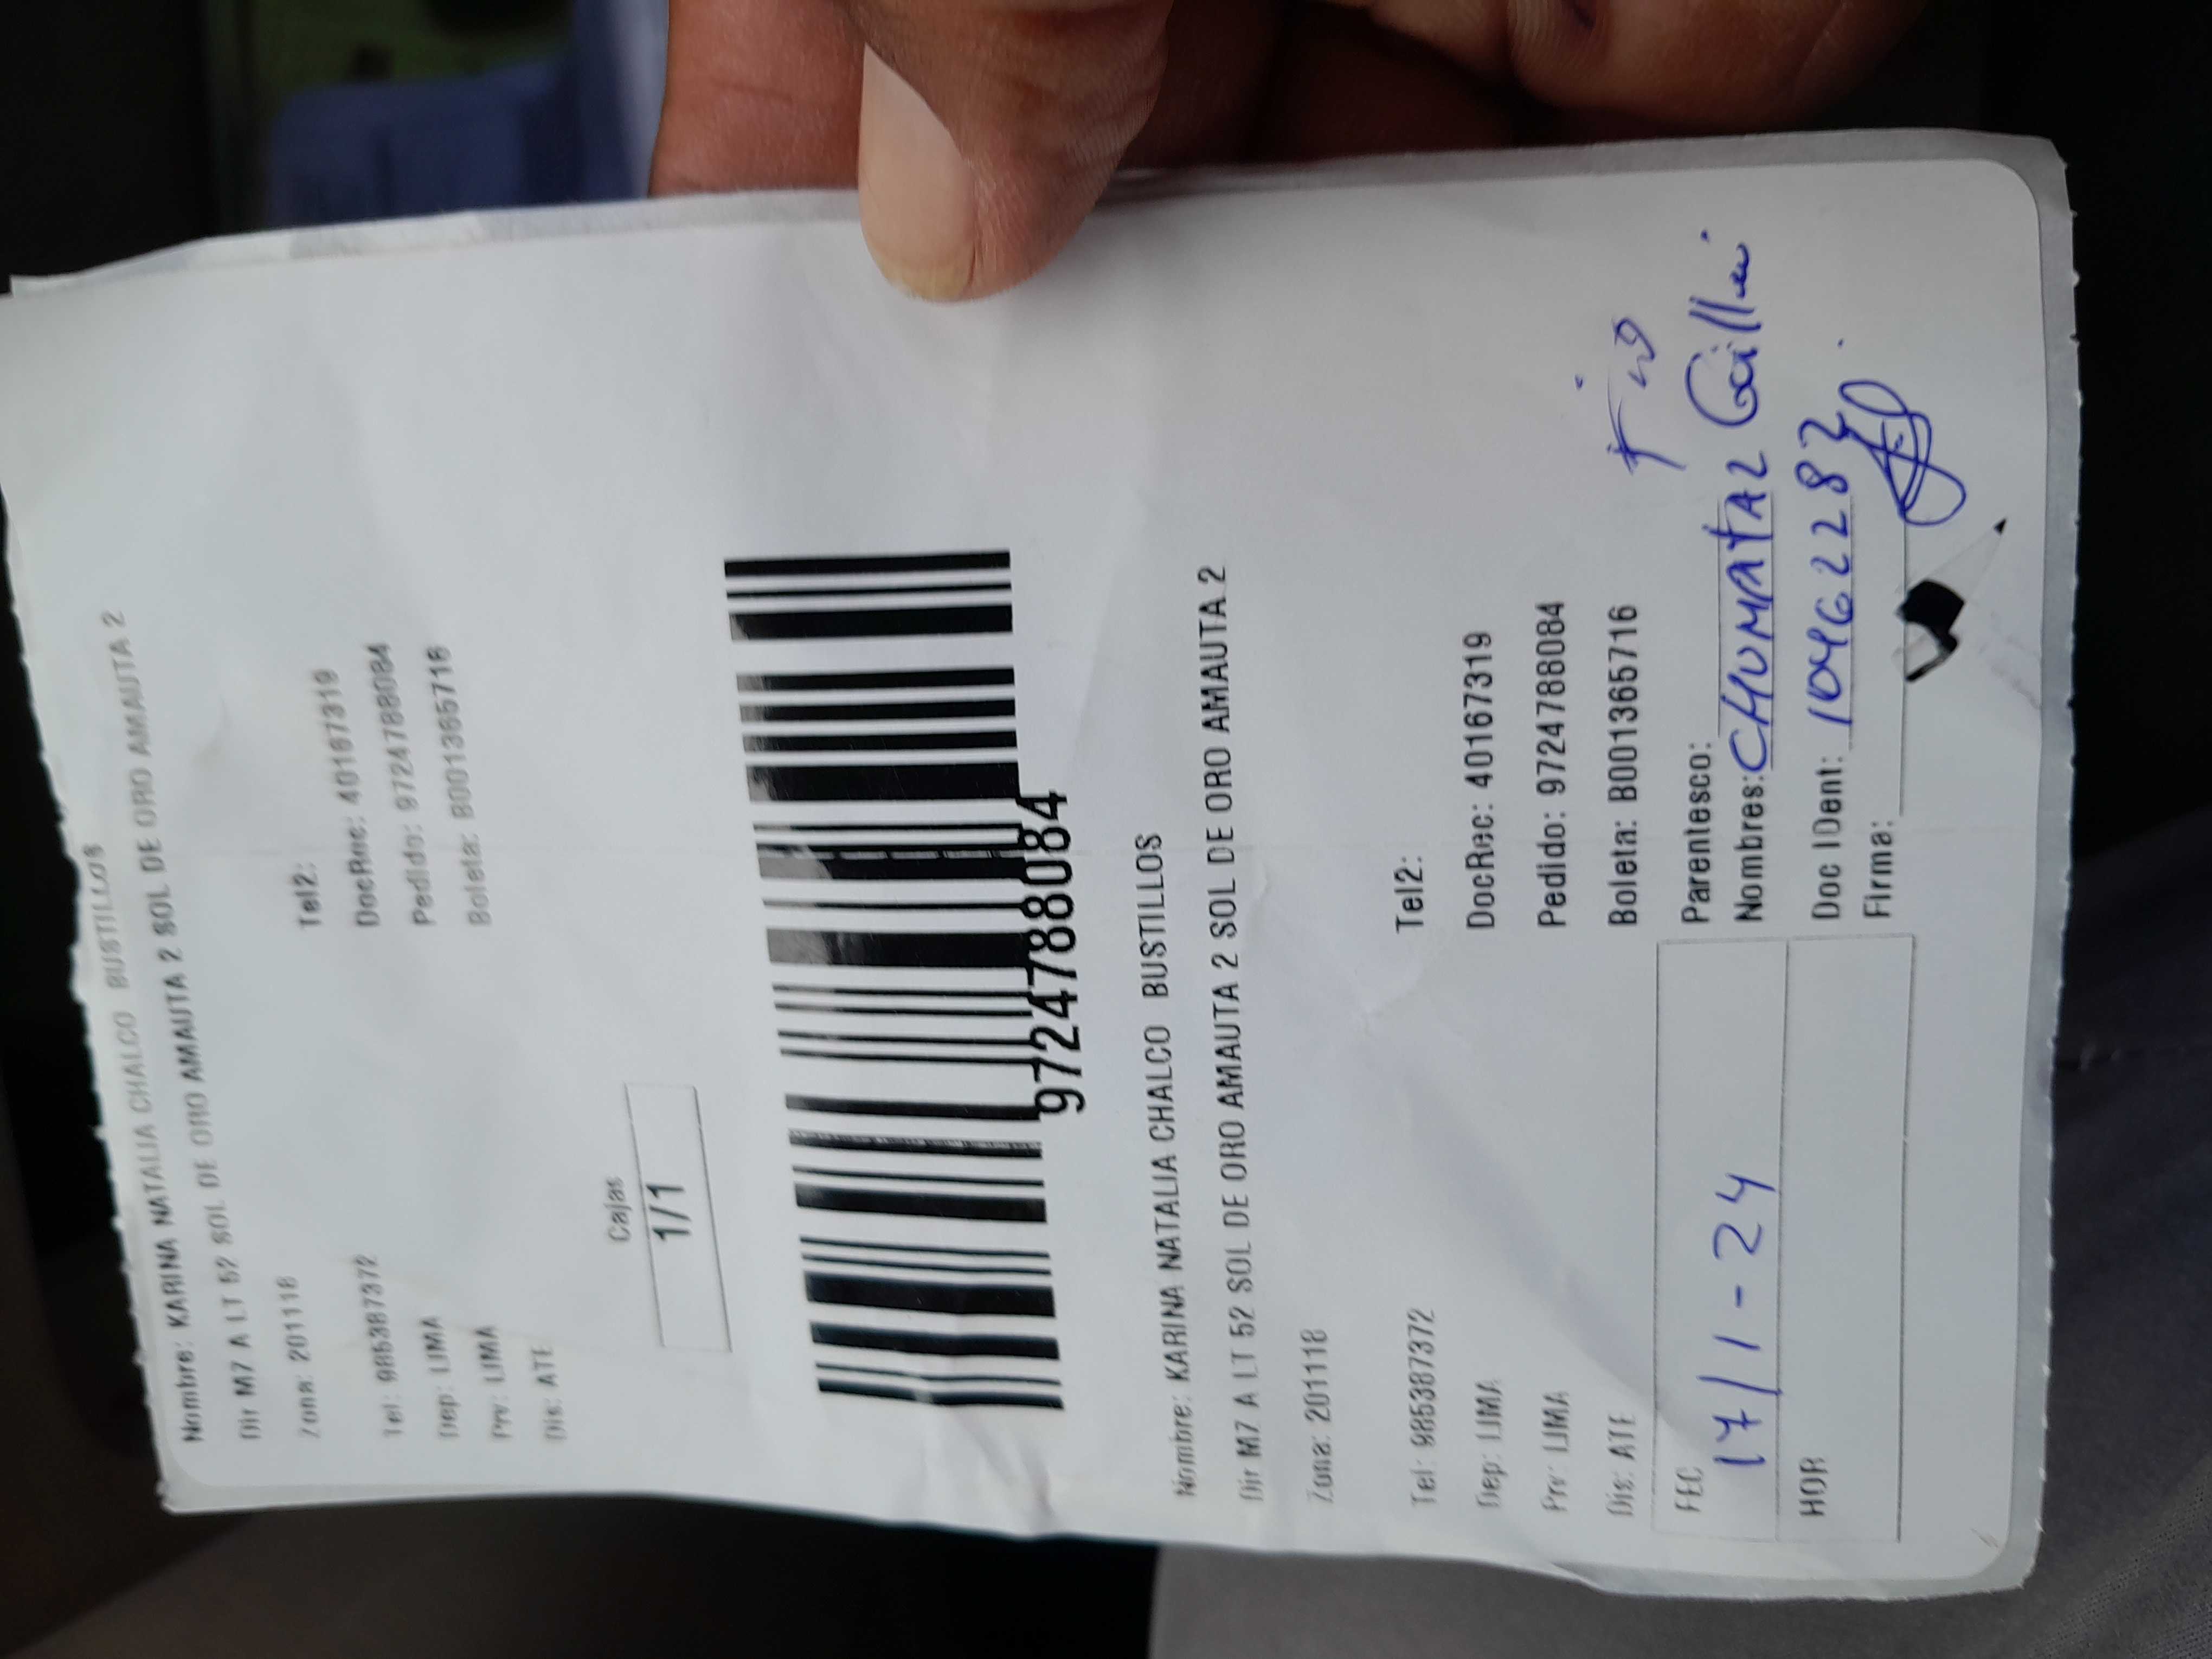 Nombre: KARINA NATALIA CHALCO BUSTILLOS
Dir M7 A LT 52 SOL DE ORO AMAUTA 2 SOL DE ORO AMAUTA 2
Zona: 201118
Tel: 985387372 Tel2:
Dep: LIMA DocRec: 40167319
Prv: LIMA Pedido: 9724788084
Dis: ATE Boleta: B001365716
Cajas
1/1
9724788084
Nombre: KARINA NATALIA CHALCO BUSTILLOS
Dir M7 A LT 52 SOL DE ORO AMAUTA 2 SOL DE ORO AMAUTA 2
Zona: 201118
Tel: 985387372 Tel2:
Dep: LIMA DocRec: 40167319
Prv: LIMA Pedido: 9724788084
Dis: ATE Boleta: B001365716
FEC 17/1-24 Parentesco:
Nombres: CHUMATAZ
HOR Doc IDent: 10462282
Firma: